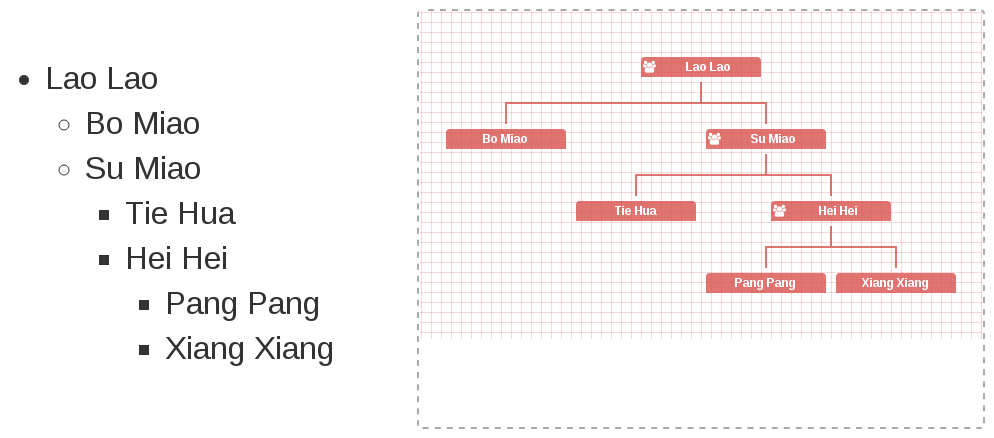 Lao Lao
Bo Miao
Su Miao
Tie Hua
Hei Hei
Pang Pang
Xiang Xiang
Lao Lao
Bo Miao
Su Miao
Tie Hua
Hei Hei
Pang Pang
Xiang Xiang